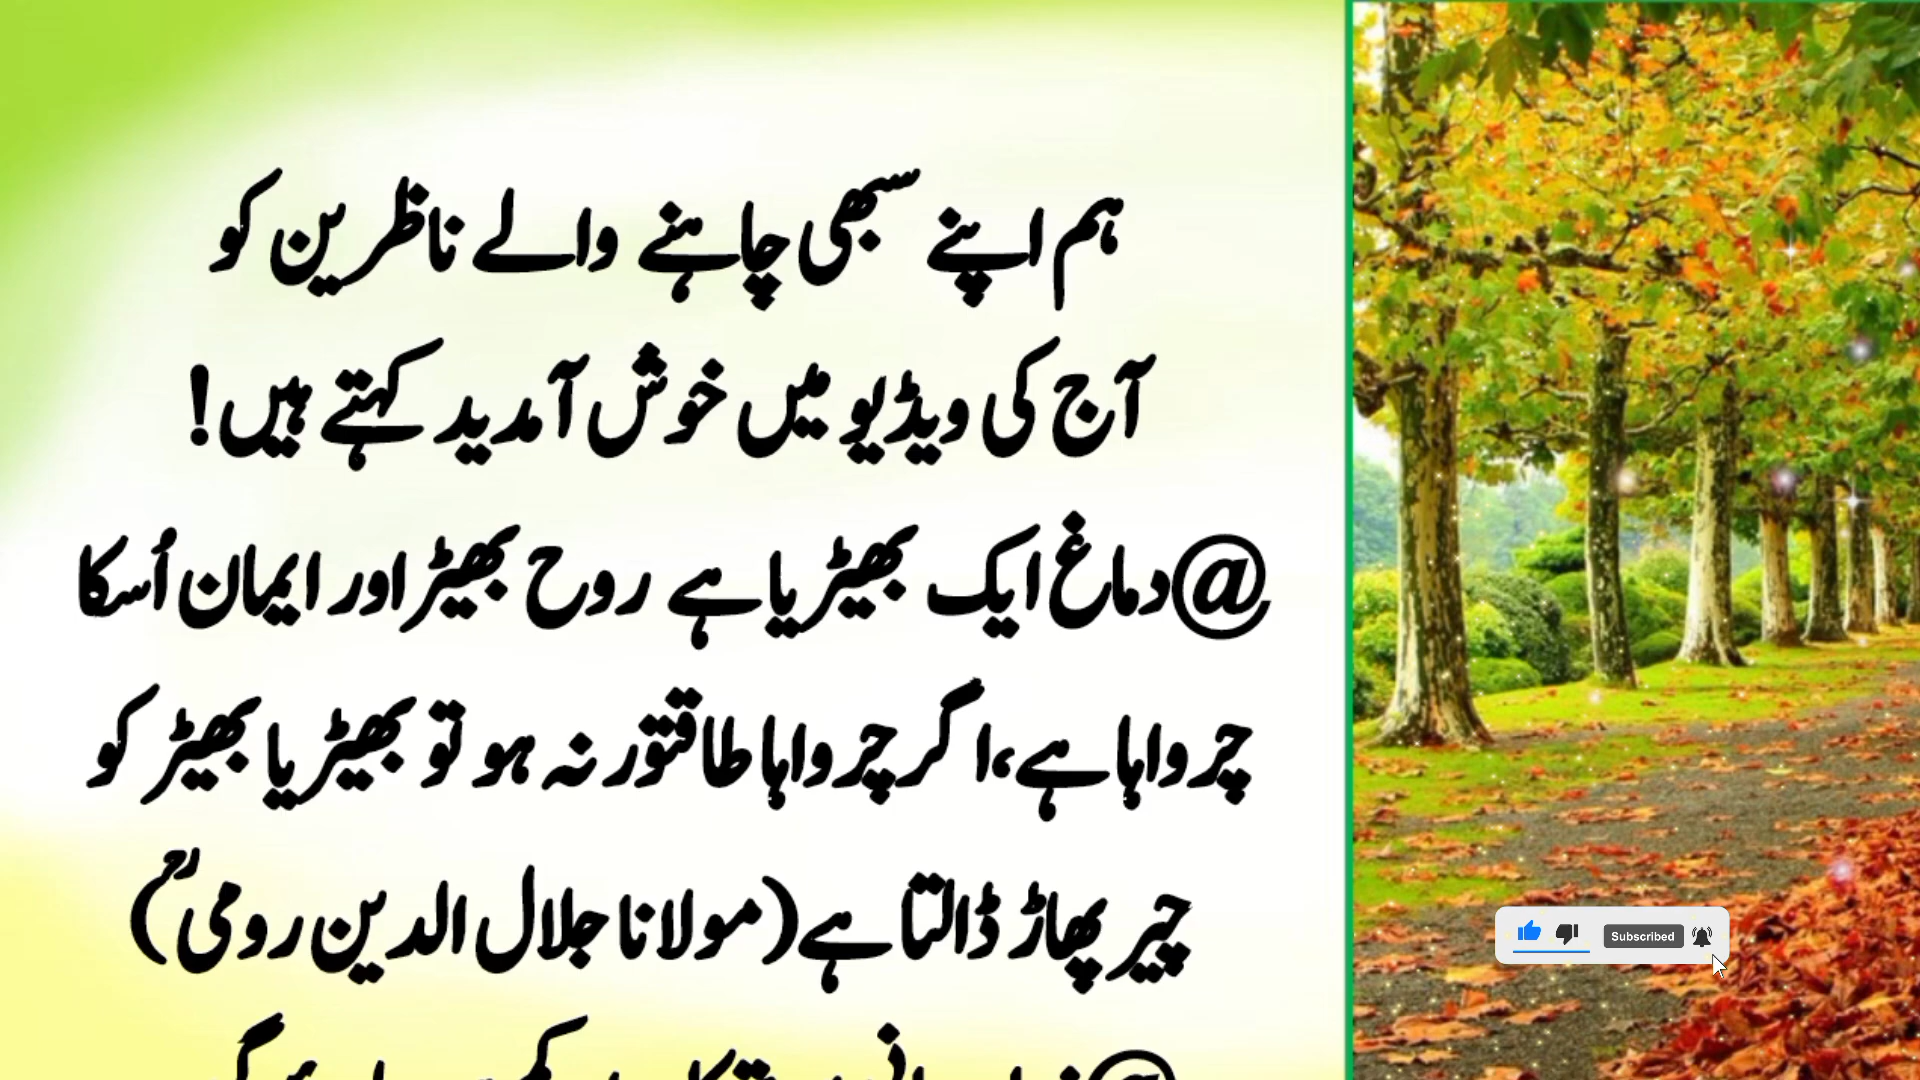 ہم اپنے سبھی چاہنے والے ناظرین کو
آج کی ویڈیو میں خوش آمدید کہتے ہیں!
@دماغ ایک بھیڑیا ہے روح بھیڑ اور ایمان اُسکا
چرواہا ہے،اگر چرواہا طاقتور نہ ہو تو بھیڑیا بھیڑ کو
چیر پھاڑ ڈالتا ہے(مولانا جلال الدین رومیؒ)
Subscribed